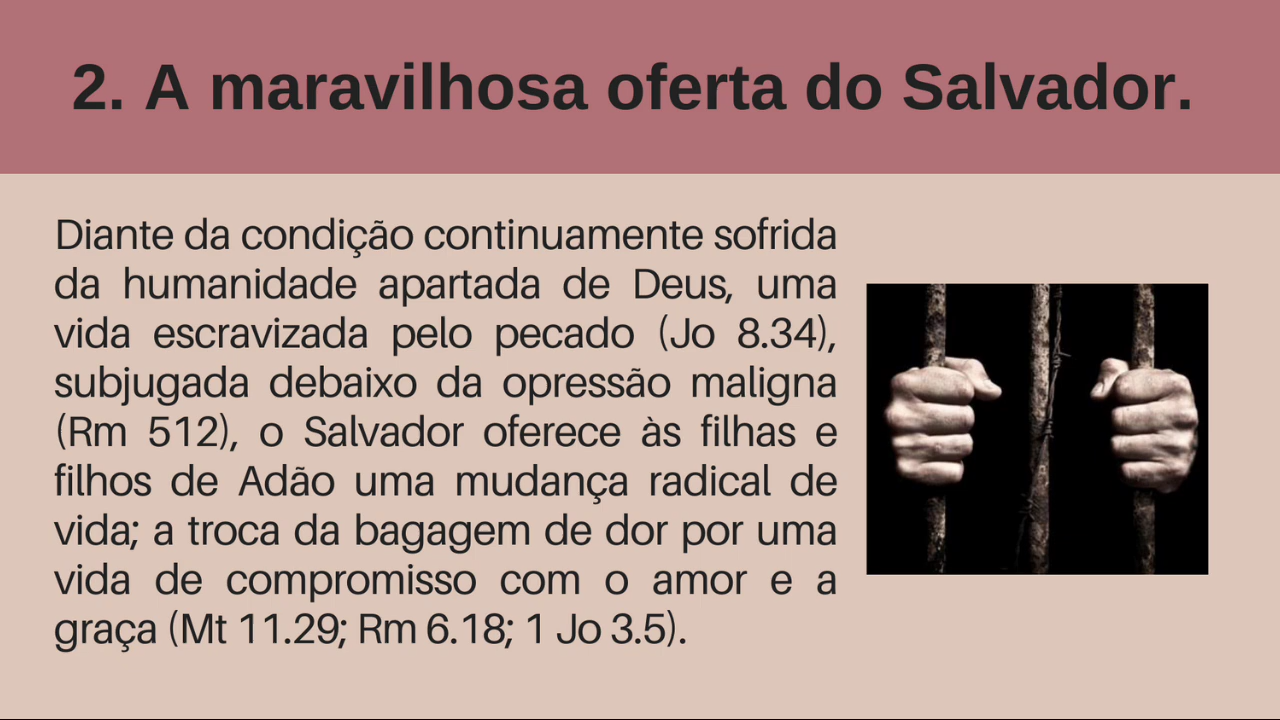 2. A maravilhosa oferta do Salvador.
Diante da condição continuamente sofrida
da humanidade apartada de Deus, uma
vida escravizada pelo pecado (Jo 8.34),
subjugada debaixo da opressão maligna
(Rm 512), o Salvador oferece às filhas e
filhos de Adão uma mudança radical de
vida; a troca da bagagem de dor por uma
vida de compromisso com o amor e a
graça (Mt 11.29; Rm 6.18; 1 Jo 3.5).